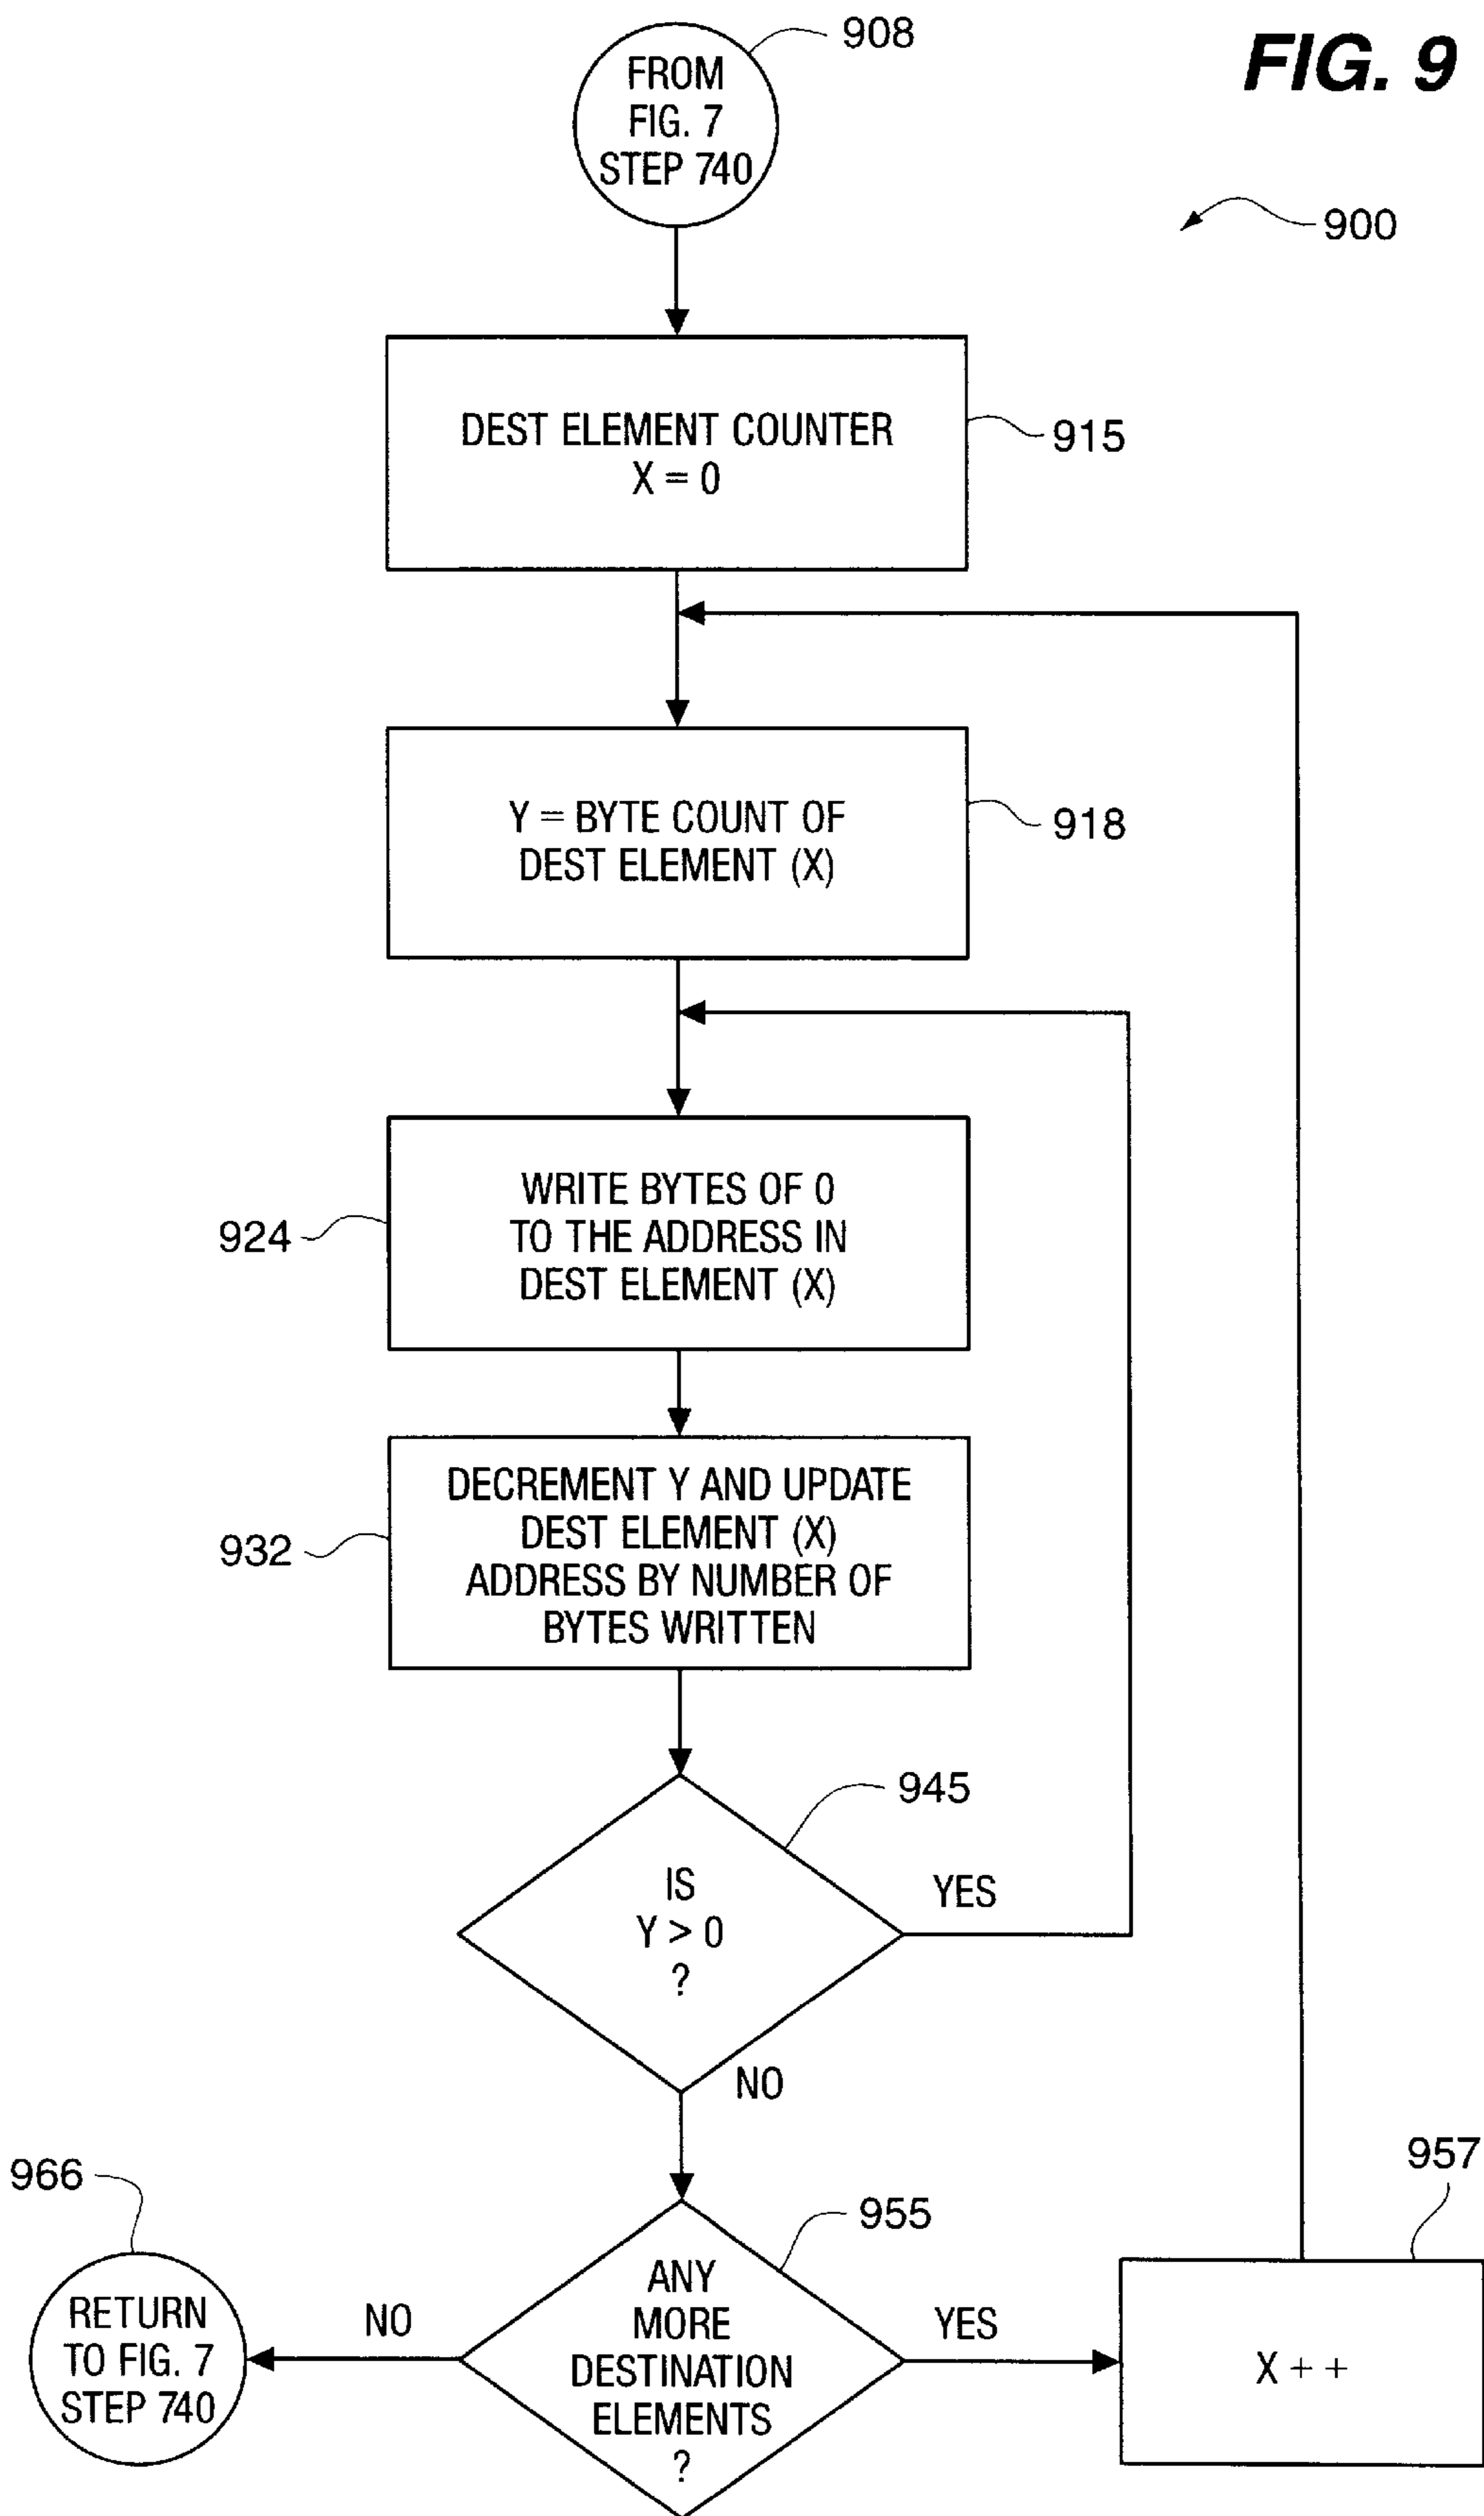 908
FIG. 9
FROM
FIG. 7
STEP 740
900
DEST ELEMENT COUNTER
X = 0
915
Y = BYTE COUNT OF
DEST ELEMENT (X)
918
WRITE BYTES OF 0
TO THE ADDRESS IN
DEST ELEMENT (X)
924
DECREMENT Y AND UPDATE
DEST ELEMENT (X)
ADDRESS BY NUMBER OF
BYTES WRITTEN
932
945
IS
Y > 0
?
YES
NO
966
955
957
RETURN
TO FIG. 7
STEP 740
NO
ANY
MORE
DESTINATION
ELEMENTS
?
YES
X + +